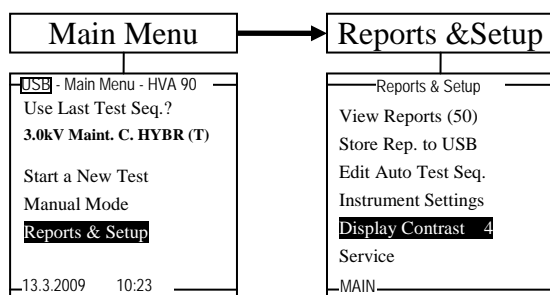 Main Menu
USB - Main Menu - HVA 90
Use Last Test Seq.?
3.0kV Maint. C. HYBR (T)
Start a New Test
Manual Mode
Reports & Setup
13.3.2009 10:23
Reports &Setup
Reports & Setup
View Reports (50)
Store Rep. to USB
Edit Auto Test Seq.
Instrument Settings
Display Contrast 4
Service
MAIN